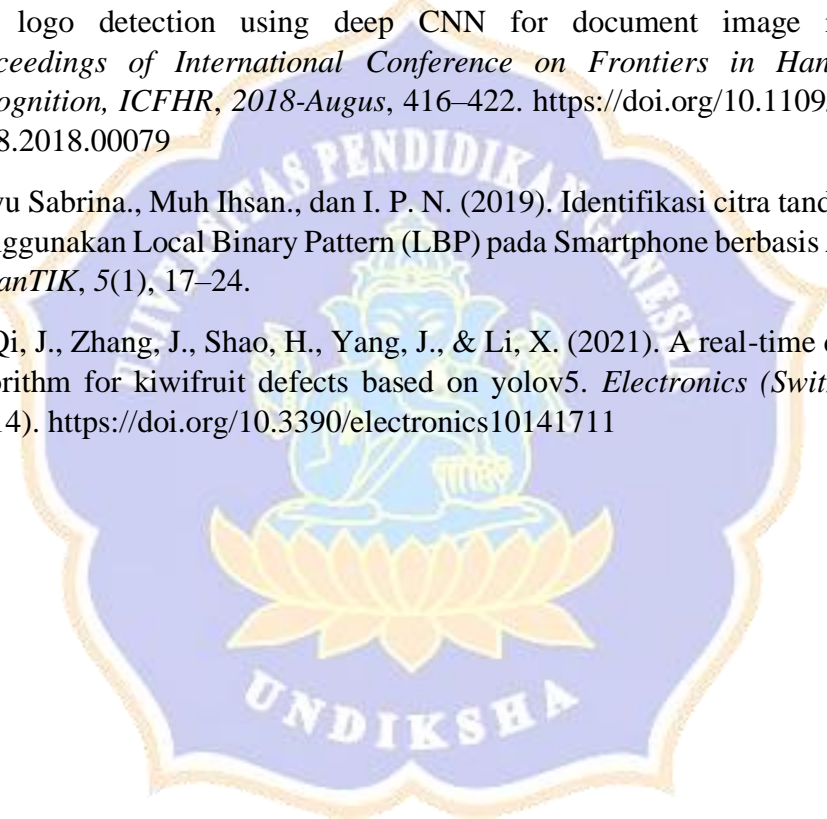 logo detection using deep CNN for document image
ceedings of International Conference on Frontiers in Han
ognition, ICFHR, 2018-Augus, 416–422. https://doi.org/10.1109
8.2018.00079
yu Sabrina., Muh Ihsan., dan I. P. N. (2019). Identifikasi citra tand
ggunakan Local Binary Pattern (LBP) pada Smartphone berbasis
anTIK, 5(1), 17–24.
Qi, J., Zhang, J., Shao, H., Yang, J., & Li, X. (2021). A real-time
rithm for kiwifruit defects based on yolov5. Electronics (Swit
14). https://doi.org/10.3390/electronics10141711
UNIVERSITAS PENDIDIKAN GANESHA
UNDIKSHA